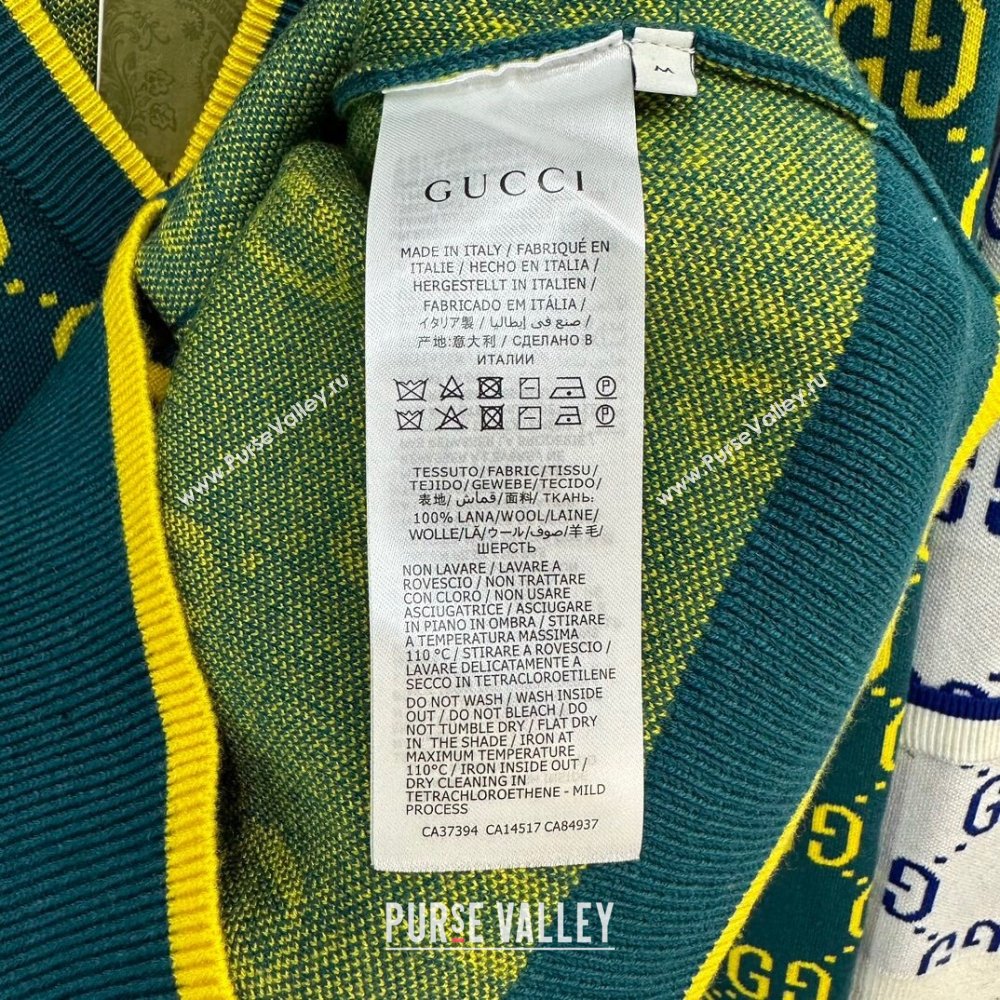 M
GUCCI
MADE IN ITALY / FABRIQUÉ EN
ITALIE / HECHO EN ITALIA /
HERGESTELLT IN ITALIEN /
FABRICADO EM ITÁLIA /
イタリア製 / صنع في إيطاليا /
产地:意大利 / СДЕЛАНО В
ИТАЛИИ
TESSUTO/FABRIC/TISSU/
TEJIDO/GEWEBE/TECIDO/
表地/ قماش /面料/ ТКАНЬ:
100% LANA/WOOL/LAINE/
WOLLE/LÃ/ウール/صوف/羊毛/
ШЕРСТЬ
NON LAVARE / LAVARE A
ROVESCIO / NON TRATTARE
CON CLORO / NON USARE
ASCIUGATRICE / ASCIUGARE
IN PIANO IN OMBRA / STIRARE
A TEMPERATURA MASSIMA
110 °C / STIRARE A ROVESCIO /
LAVARE DELICATAMENTE A
SECCO IN TETRACLOROETILENE
DO NOT WASH / WASH INSIDE
OUT / DO NOT BLEACH / DO
NOT TUMBLE DRY / FLAT DRY
IN THE SHADE / IRON AT
MAXIMUM TEMPERATURE
110°C / IRON INSIDE OUT /
DRY CLEANING IN
TETRACHLOROETHENE - MILD
PROCESS
CA37394 CA14517 CA84937
www.PurseValley.ru
www.PurseValley.ru
PURSE VALLEY